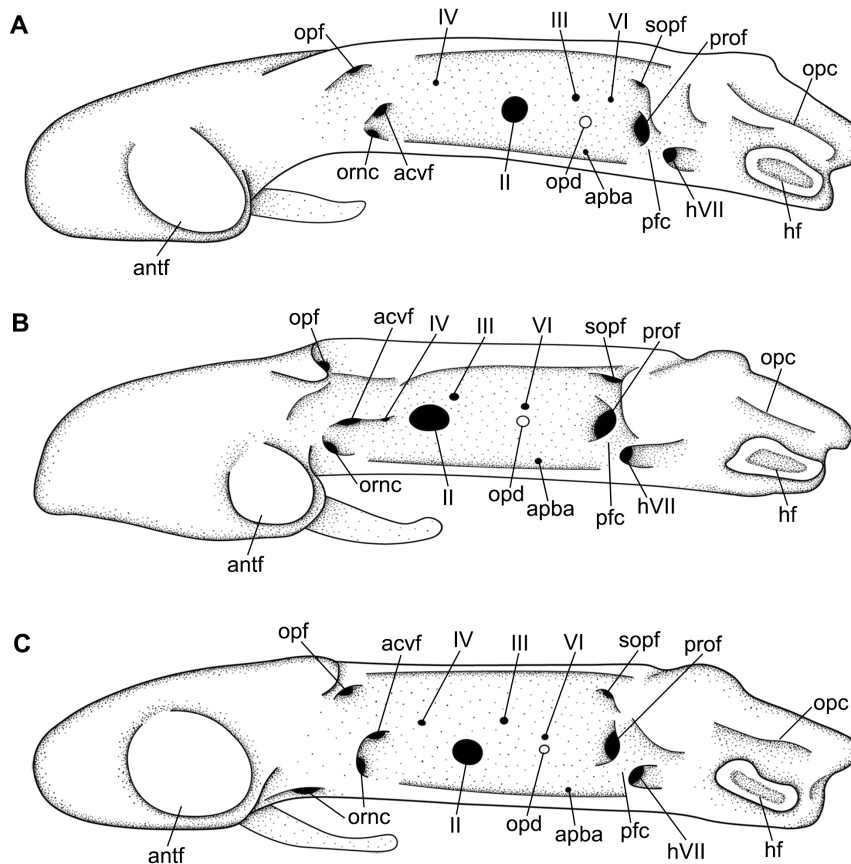 A
opf
IV
III
VI
sopf
prof
opc
ornc
acvf
II
opd
apba
pfc
hVII
hf
antf
B
opf
acvf
IV
III
VI
sopf
prof
opc
ornc
II
opd
apba
pfc
hVII
hf
antf
C
opf
acvf
IV
III
VI
sopf
prof
opc
ornc
II
opd
apba
pfc
hVII
hf
antf